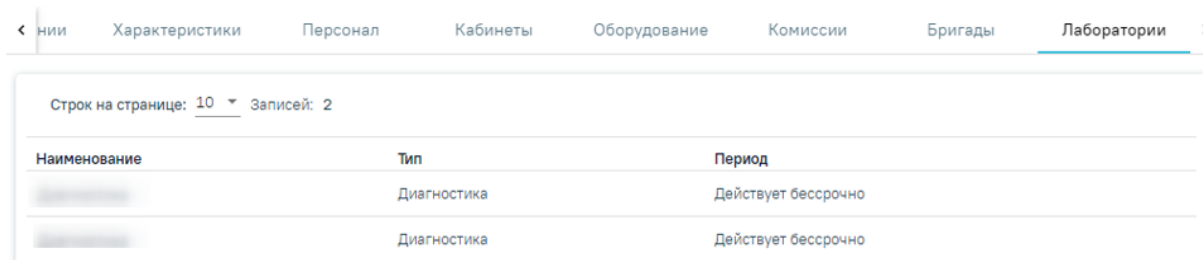 нии Характеристики Персонал Кабинеты Оборудование Комиссии Бригады Лаборатории
Строк на странице: 10 Записей: 2
Наименование Тип Период
Диагностика Действует бессрочно
Диагностика Действует бессрочно